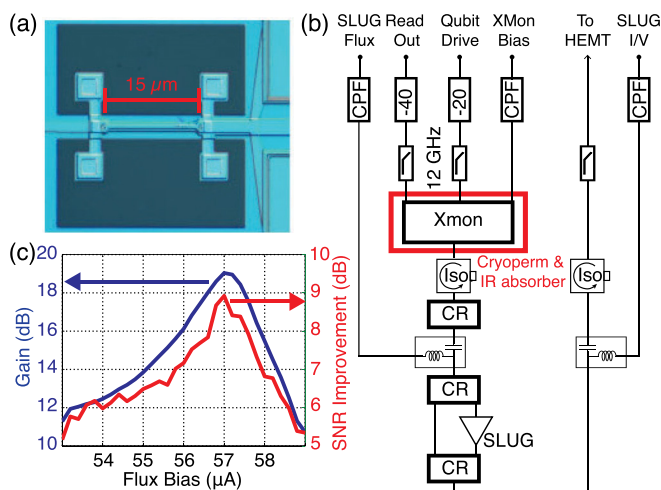 (a)
15 µm
(b)
SLUG Flux
Read Out
Qubit Drive
XMon Bias
To HEMT
SLUG I/V
CPF
-40
-20
CPF
CPF
12 GHz
Xmon
Cryoperm &
IR absorber
Iso
Iso
CR
CR
SLUG
CR
(c)
20
18
16
14
12
10
Gain (dB)
10
9
8
7
6
5
SNR Improvement (dB)
54 55 56 57 58
Flux Bias (µA)